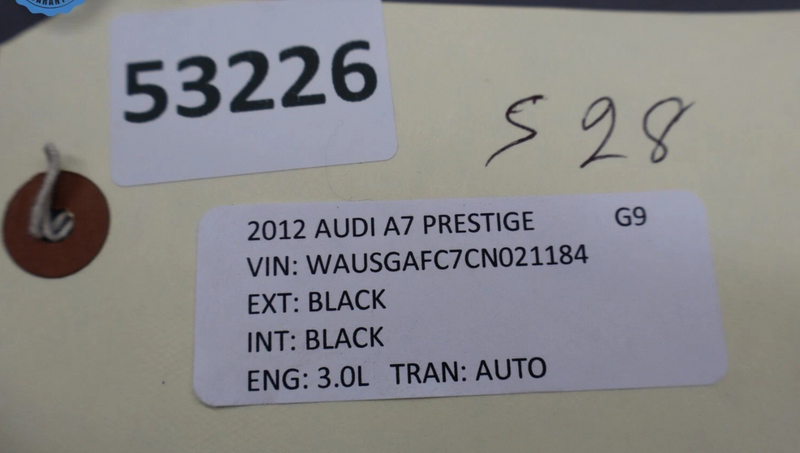 53226
S 28
2012 AUDI A7 PRESTIGE G9
VIN: WAUSGAFC7CN021184
EXT: BLACK
INT: BLACK
ENG: 3.0L TRAN: AUTO